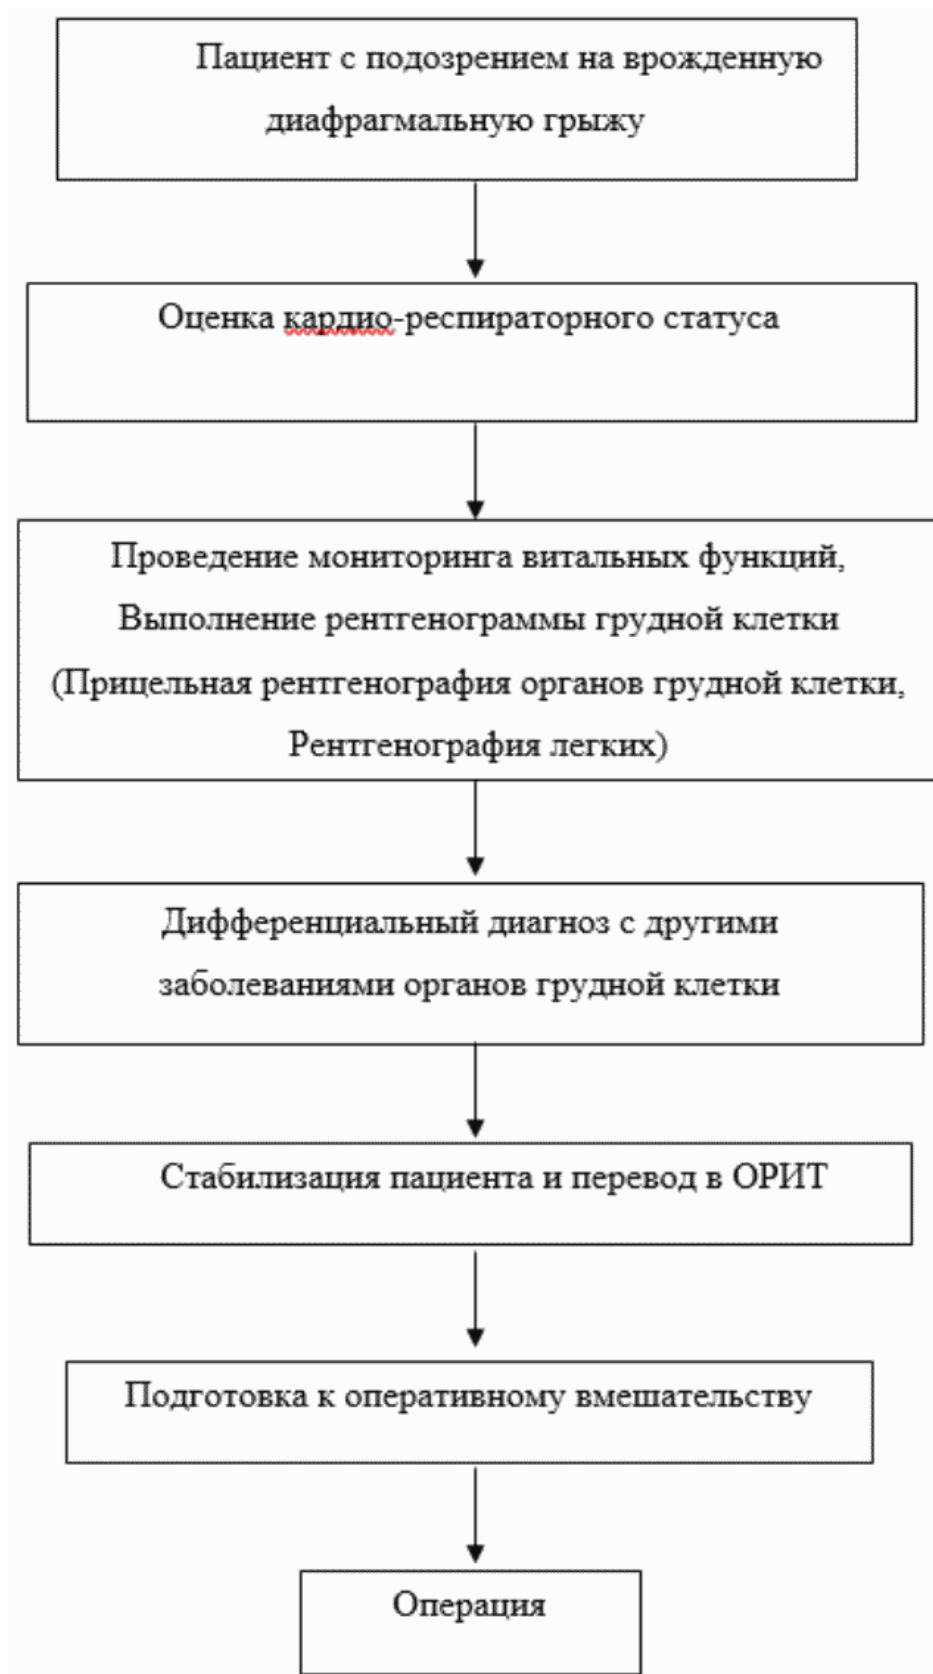 Пациент с подозрением на врожденную
диафрагмальную грыжу
Оценка кардио-респираторного статуса
Проведение мониторинга витальных функций,
Выполнение рентгенограммы грудной клетки
(Прицельная рентгенография органов грудной клетки,
Рентгенография легких)
Дифференциальный диагноз с другими
заболеваниями органов грудной клетки
Стабилизация пациента и перевод в ОРИТ
Подготовка к оперативному вмешательству
Операция